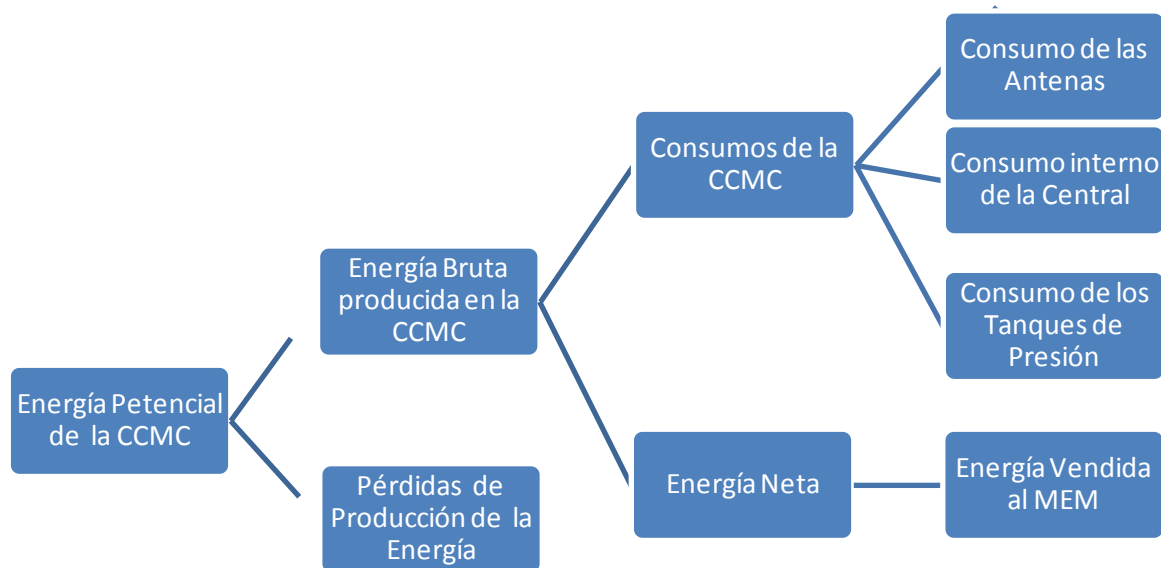 Consumo de las
Antenas
Consumos de la
CCMC
Consumo interno
de la Central
Energía Bruta
producida en la
CCMC
Consumo de los
Tanques de
Presión
Energía Petencial
de la CCMC
Pérdidas de
Producción de la
Energía
Energía Neta
Energía Vendida
al MEM